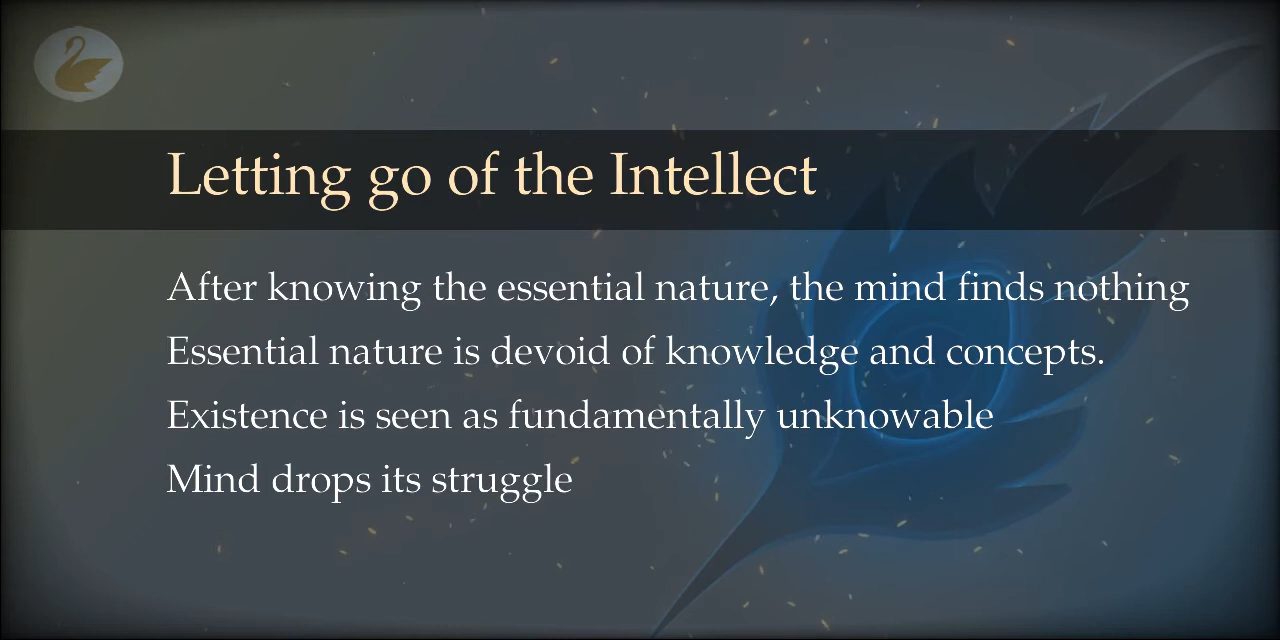 Letting go of the Intellect
After knowing the essential nature, the mind finds nothing
Essential nature is devoid of knowledge and concepts.
Existence is seen as fundamentally unknowable
Mind drops its struggle